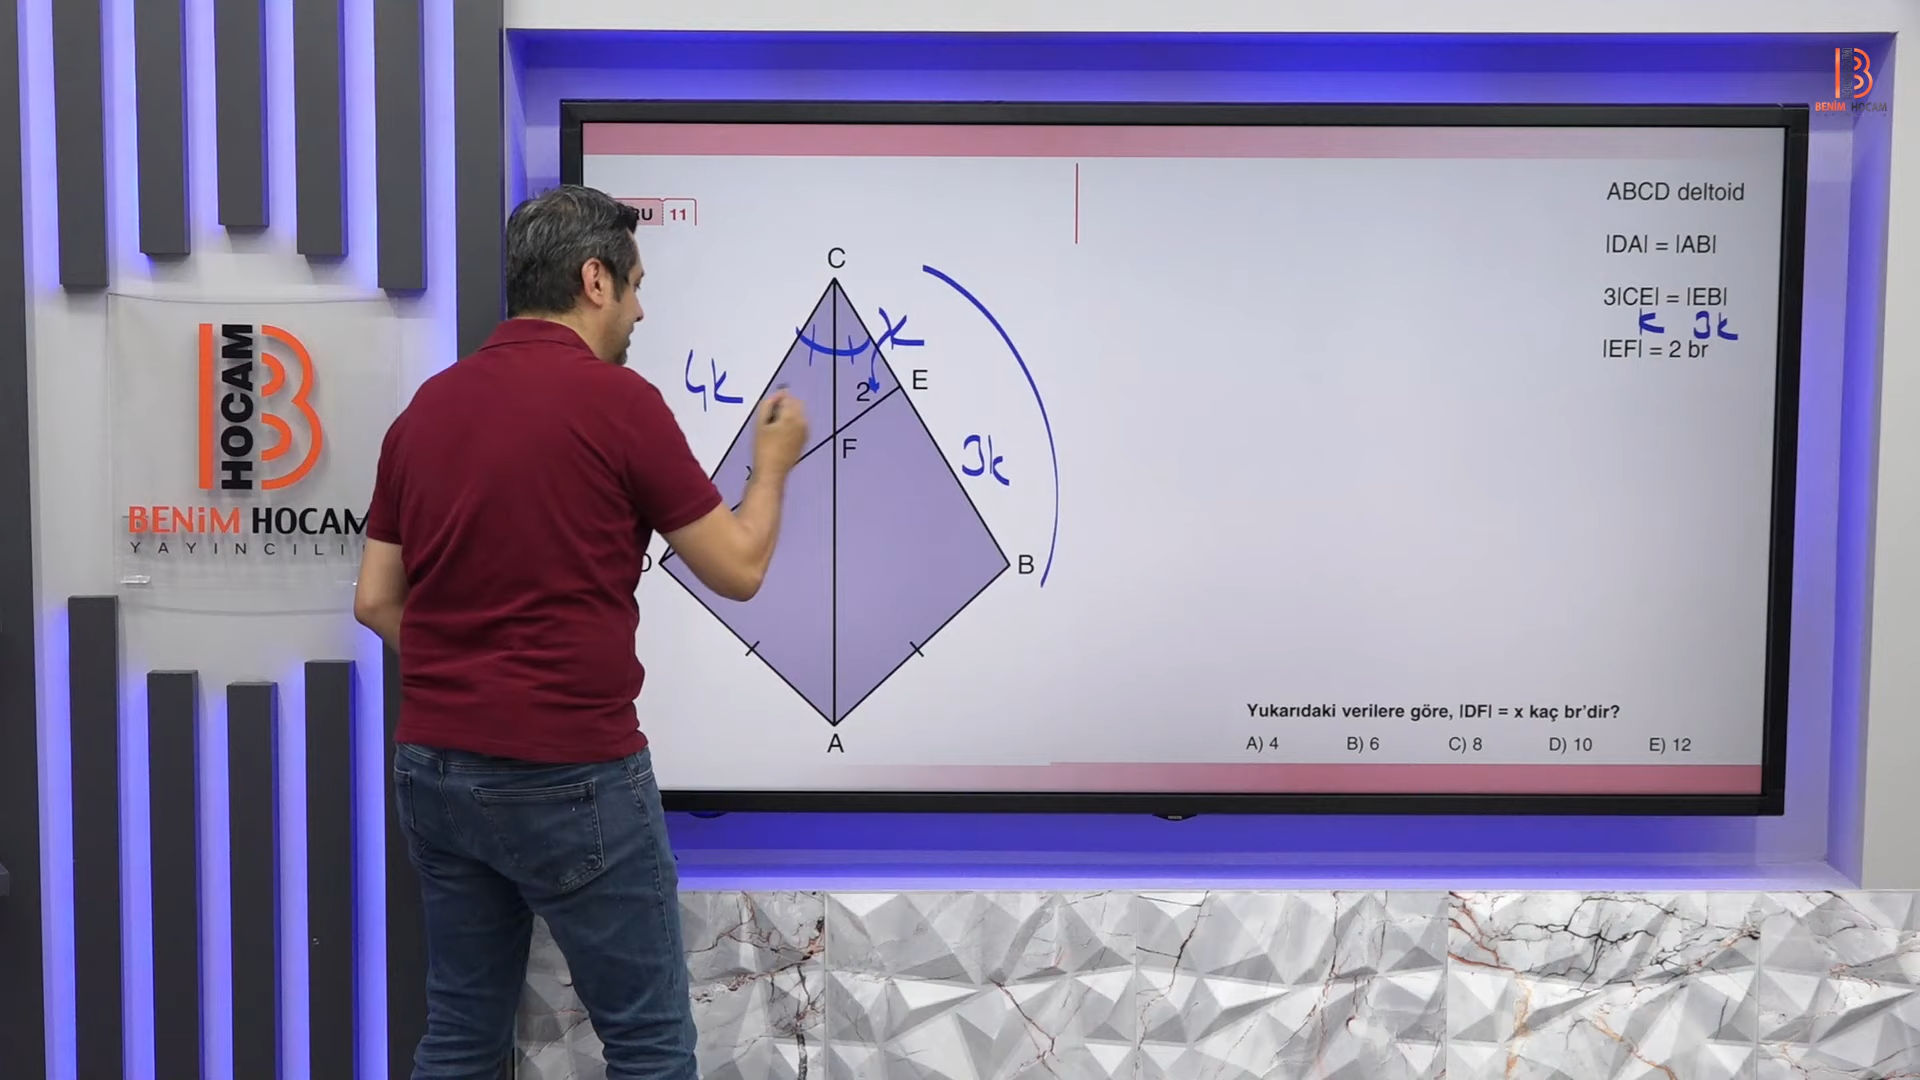 BENİM HOCAM
B
HOCAM
BENİM HOCAM
RU 11
C
4k
k
2
E
F
3k
x
D
B
A
ABCD deltoid
|DA| = |AB|
3|CE| = |EB|
k 3k
|EF| = 2 br
Yukarıdaki verilere göre, |DF| = x kaç br'dir?
A) 4 B) 6 C) 8 D) 10 E) 12